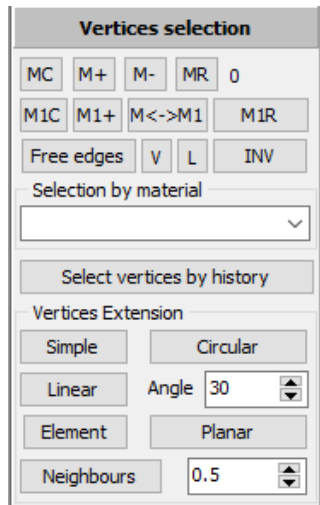 Vertices selection
MC M+ M- MR 0
M1C M1+ M<->M1 M1R
Free edges V L INV
Selection by material
Select vertices by history
Vertices Extension
Simple Circular
Linear Angle 30
Element Planar
Neighbours 0.5